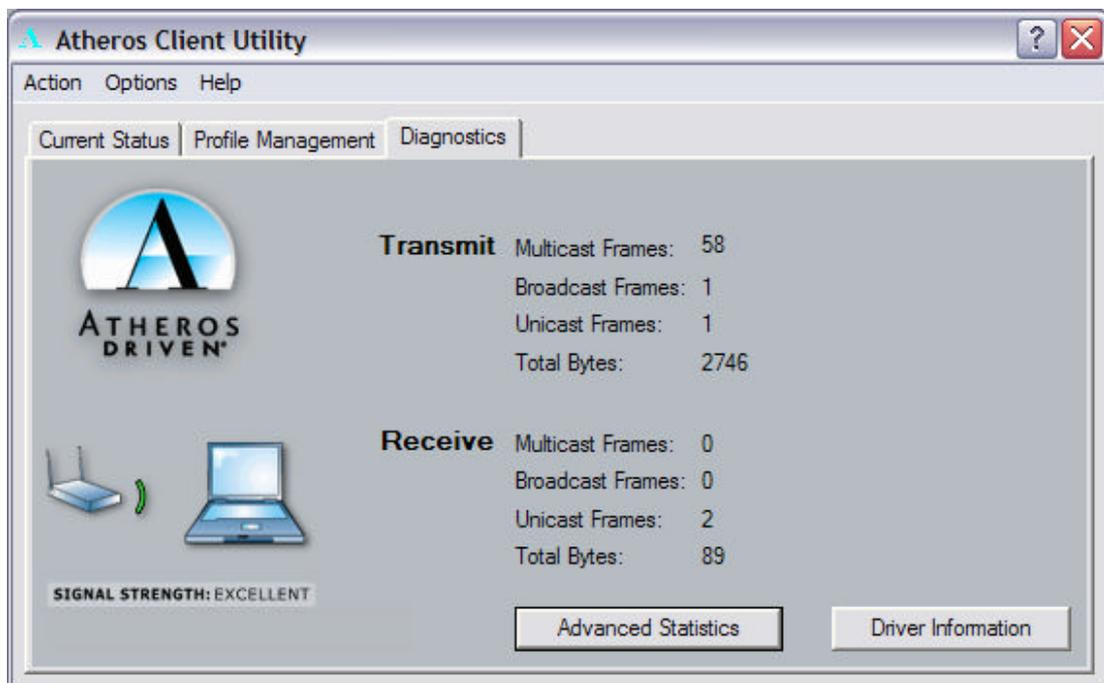 Atheros Client Utility
Action Options Help
Current Status Profile Management Diagnostics
ATHEROS
DRIVEN®
Transmit Multicast Frames: 58
Broadcast Frames: 1
Unicast Frames: 1
Total Bytes: 2746
Receive Multicast Frames: 0
Broadcast Frames: 0
Unicast Frames: 2
Total Bytes: 89
SIGNAL STRENGTH: EXCELLENT
Advanced Statistics Driver Information